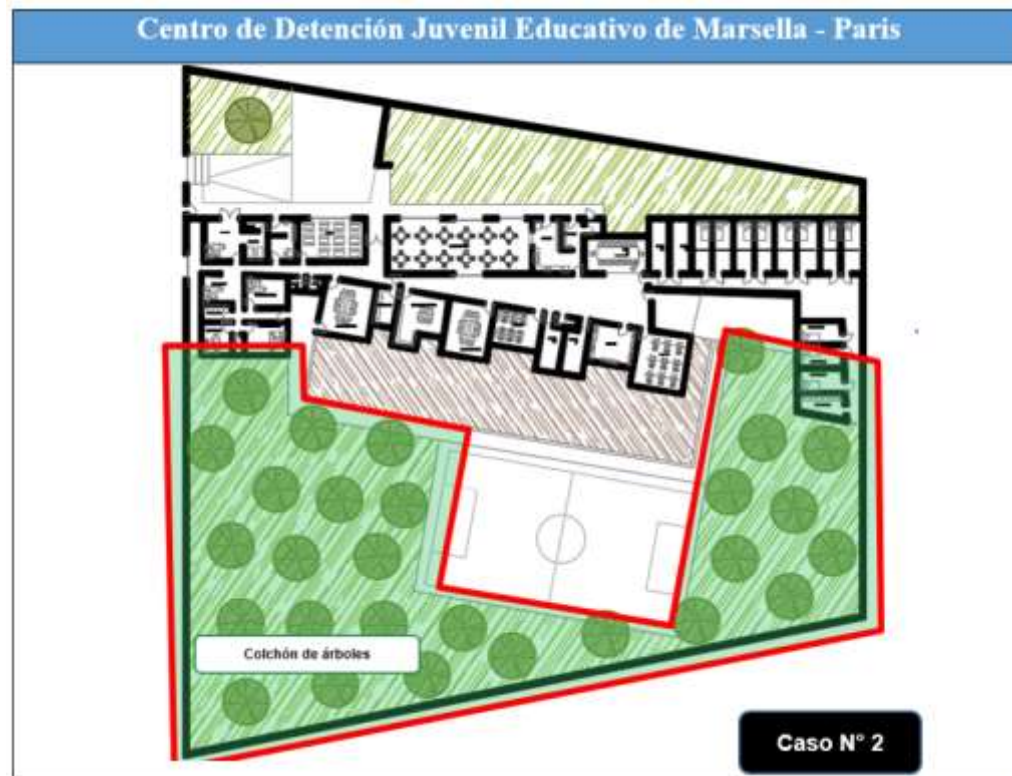 Centro de Detención Juvenil Educativo de Marsella - Paris
Colchón de árboles
Caso N° 2